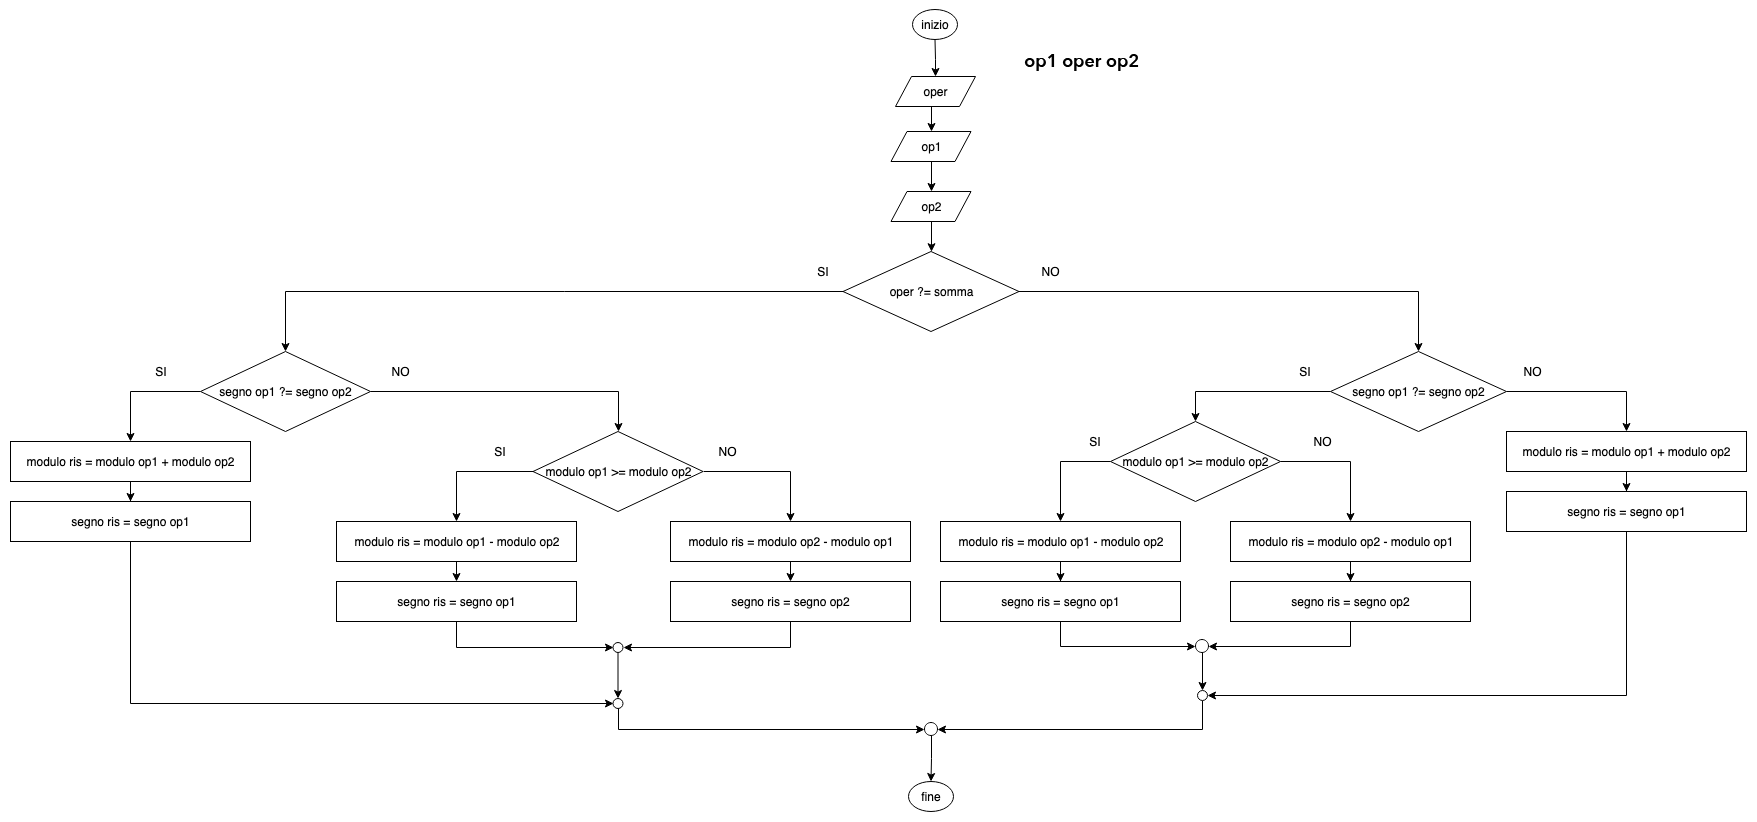 inizio
op1 oper op2
oper
op1
op2
SI
NO
oper ?= somma
SI
NO
segno op1 ?= segno op2
SI
NO
segno op1 ?= segno op2
modulo ris = modulo op1 + modulo op2
segno ris = segno op1
SI
NO
modulo op1 >= modulo op2
modulo ris = modulo op1 - modulo op2
segno ris = segno op1
modulo ris = modulo op2 - modulo op1
segno ris = segno op2
SI
NO
modulo op1 >= modulo op2
modulo ris = modulo op1 - modulo op2
segno ris = segno op1
modulo ris = modulo op2 - modulo op1
segno ris = segno op2
modulo ris = modulo op1 + modulo op2
segno ris = segno op1
fine